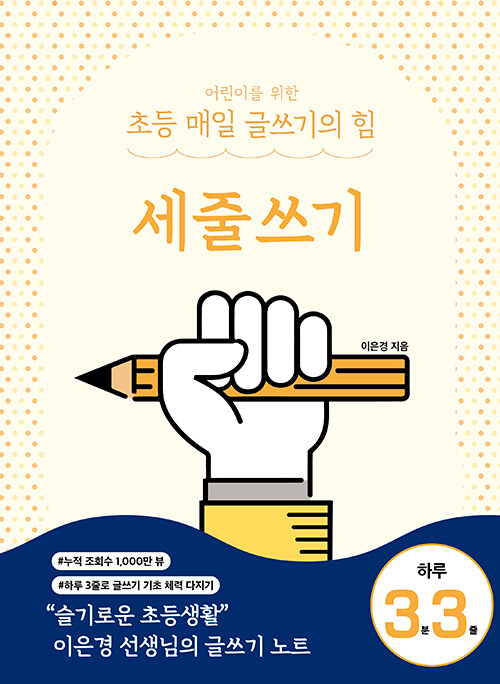 어린이를 위한
초등 매일 글쓰기의 힘
세줄쓰기
이은경 지음
#누적 조회수 1,000만 뷰
#하루 3줄로 글쓰기 기초 체력 다지기
“슬기로운 초등생활”
이은경 선생님의 글쓰기 노트
하루
3분3줄